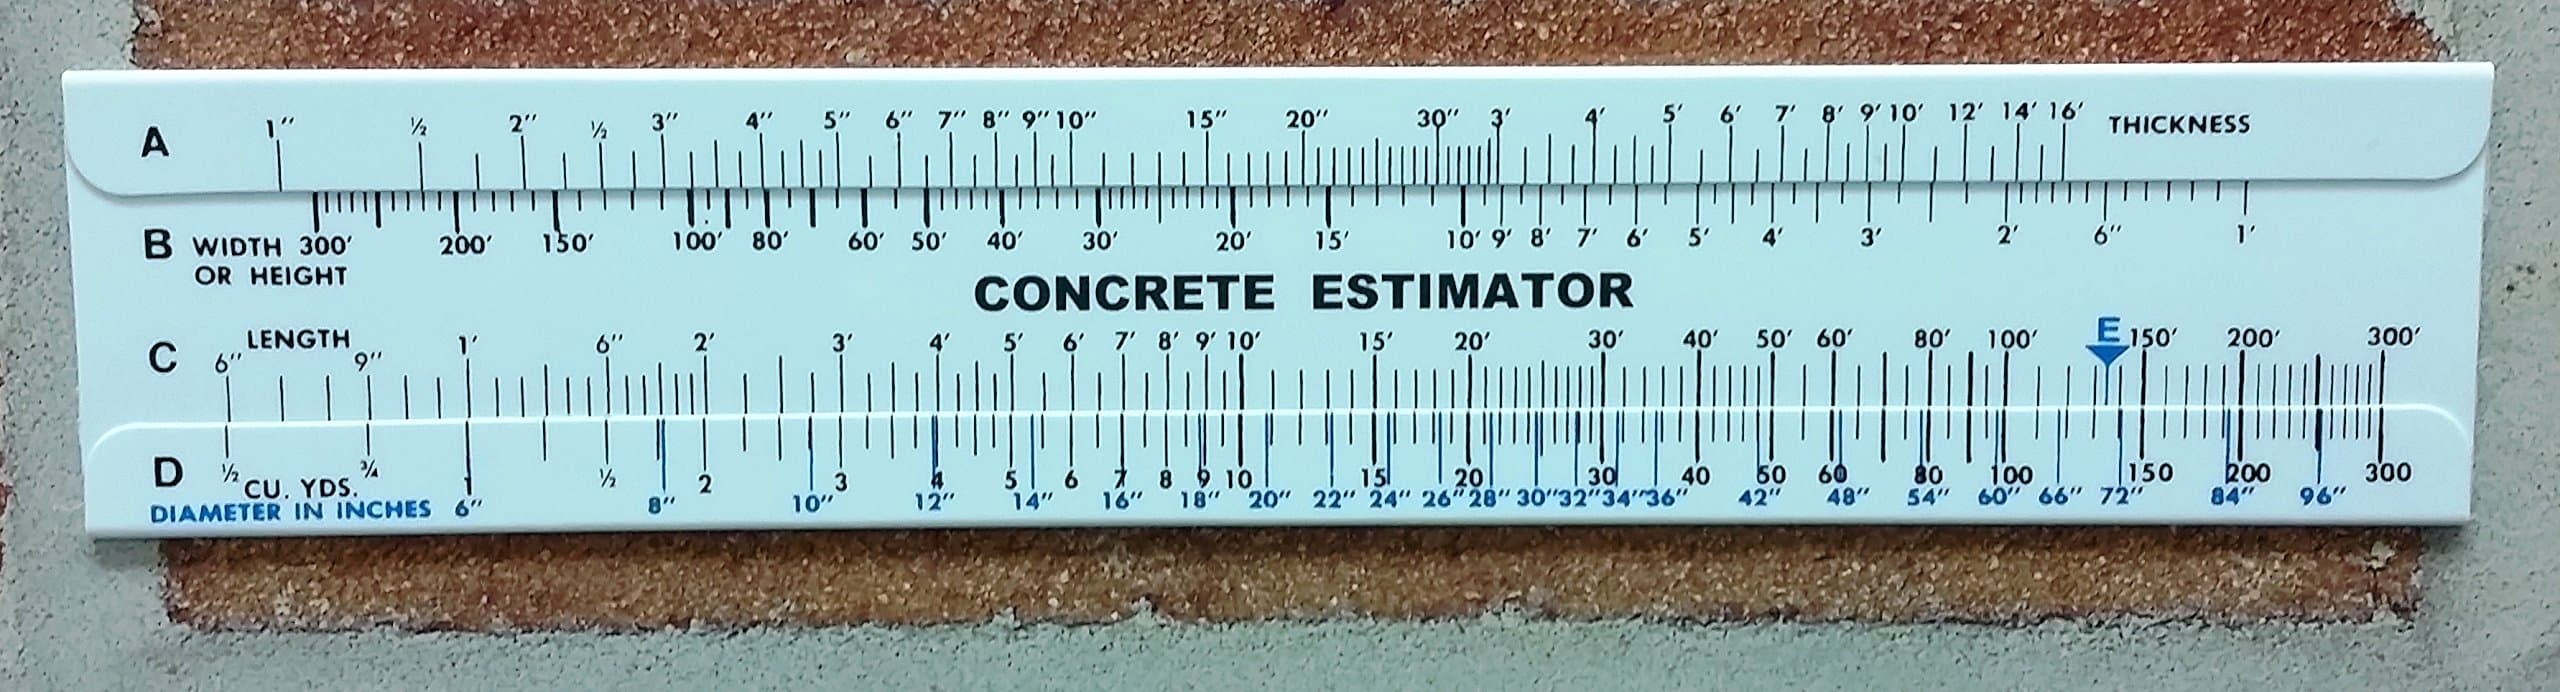 A 1″ ½ 2″ ½ 3″ 4″ 5″ 6″ 7″ 8″ 9″ 10″ 15″ 20″ 30″ 3′ 4′ 5′ 6′ 7′ 8′ 9′ 10′ 12′ 14′ 16′ THICKNESS
B WIDTH 300′ 200′ 150′ 100′ 80′ 60′ 50′ 40′ 30′ 20′ 15′ 10′ 9′ 8′ 7′ 6′ 5′ 4′ 3′ 2′ 6″ 1′
OR HEIGHT
CONCRETE ESTIMATOR
C LENGTH 6″ 9″ 1′ 6″ 2′ 3′ 4′ 5′ 6′ 7′ 8′ 9′ 10′ 15′ 20′ 30′ 40′ 50′ 60′ 80′ 100′ E 150′ 200′ 300′
D ½ CU. YDS. ¾ 1 ½ 2 3 4 5 6 7 8 9 10 15 20 30 40 50 60 80 100 150 200 300
DIAMETER IN INCHES 6″ 8″ 10″ 12″ 14″ 16″ 18″ 20″ 22″ 24″ 26″ 28″ 30″ 32″ 34″ 36″ 42″ 48″ 54″ 60″ 66″ 72″ 84″ 96″